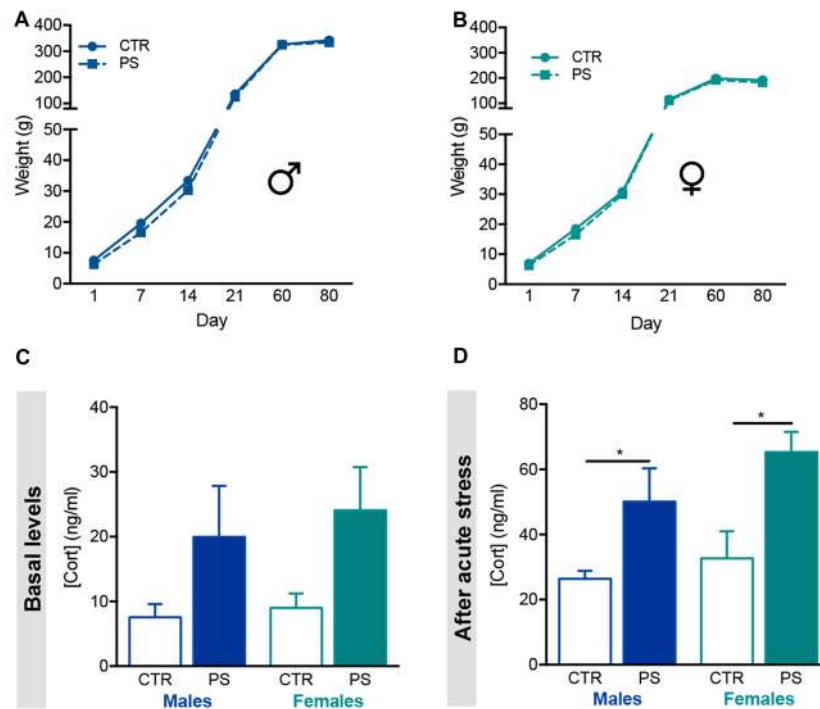 A
400
300
200
100
50
40
30
20
10
0
Weight (g)
CTR
PS
♂
1 7 14 21 60 80
Day
B
400
300
200
100
50
40
30
20
10
0
Weight (g)
CTR
PS
♀
1 7 14 21 60 80
Day
C
Basal levels
[Cort] (ng/ml)
40
30
20
10
0
CTR PS CTR PS
Males Females
D
After acute stress
[Cort] (ng/ml)
80
60
40
20
0
* *
CTR PS CTR PS
Males Females